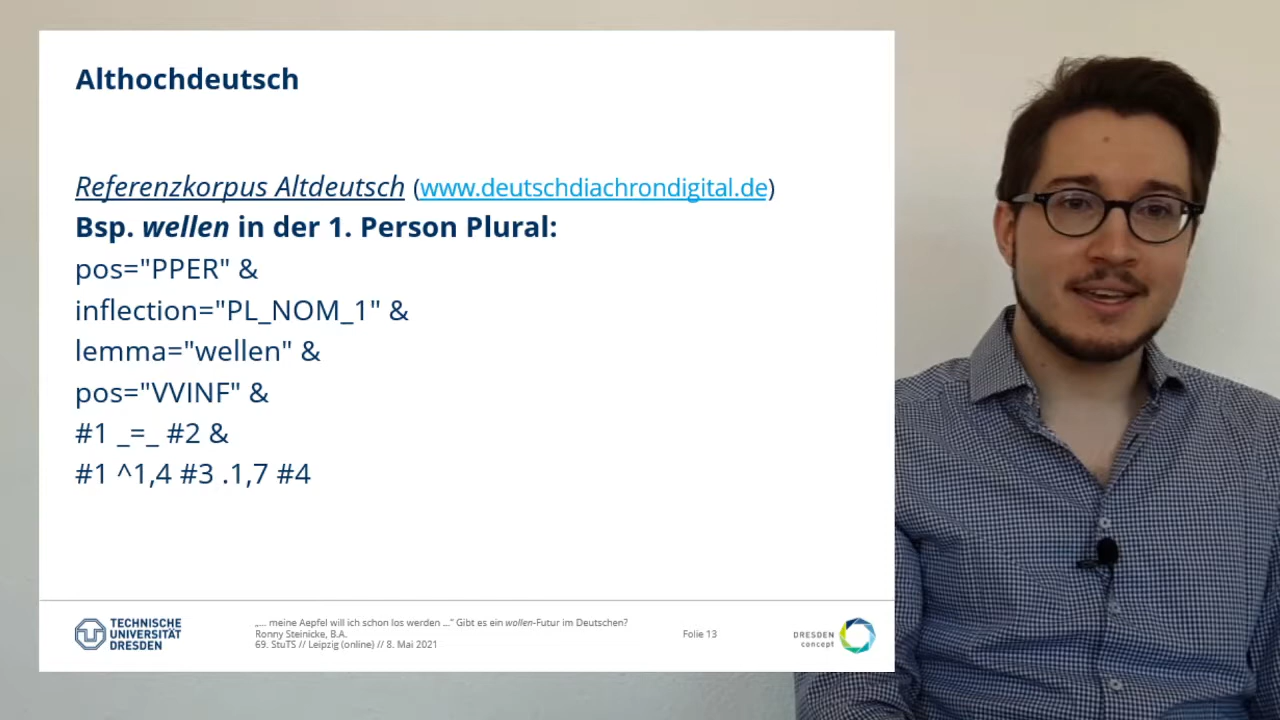 Althochdeutsch
Referenzkorpus Altdeutsch (www.deutschdiachrondigital.de)
Bsp. wellen in der 1. Person Plural:
pos="PPER" &
inflection="PL_NOM_1" &
lemma="wellen" &
pos="VVINF" &
#1 _=_ #2 &
#1 ^1,4 #3 .1,7 #4
TECHNISCHE
UNIVERSITÄT
DRESDEN
„... meine Aepfel will ich schon los werden ...“ Gibt es ein wollen-Futur im Deutschen?
Ronny Steinicke, B.A.
69. StuTS // Leipzig (online) // 8. Mai 2021
Folie 13
DRESDEN
concept